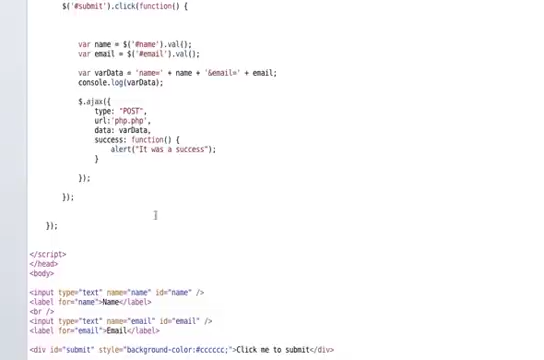 $('#submit').click(function() {
var name = $('#name').val();
var email = $('#email').val();
var varData = 'name=' + name + '&email=' + email;
console.log(varData);
$.ajax({
type: "POST",
url:'php.php',
data: varData,
success: function() {
alert("It was a success");
}
});
});
});
</script>
</head>
<body>
<input type="text" name="name" id="name" />
<label for="name">Name</label>
<br />
<input type="text" name="email" id="email" />
<label for="email">Email</label>
<div id="submit" style="background-color:#cccccc;">Click me to submit</div>